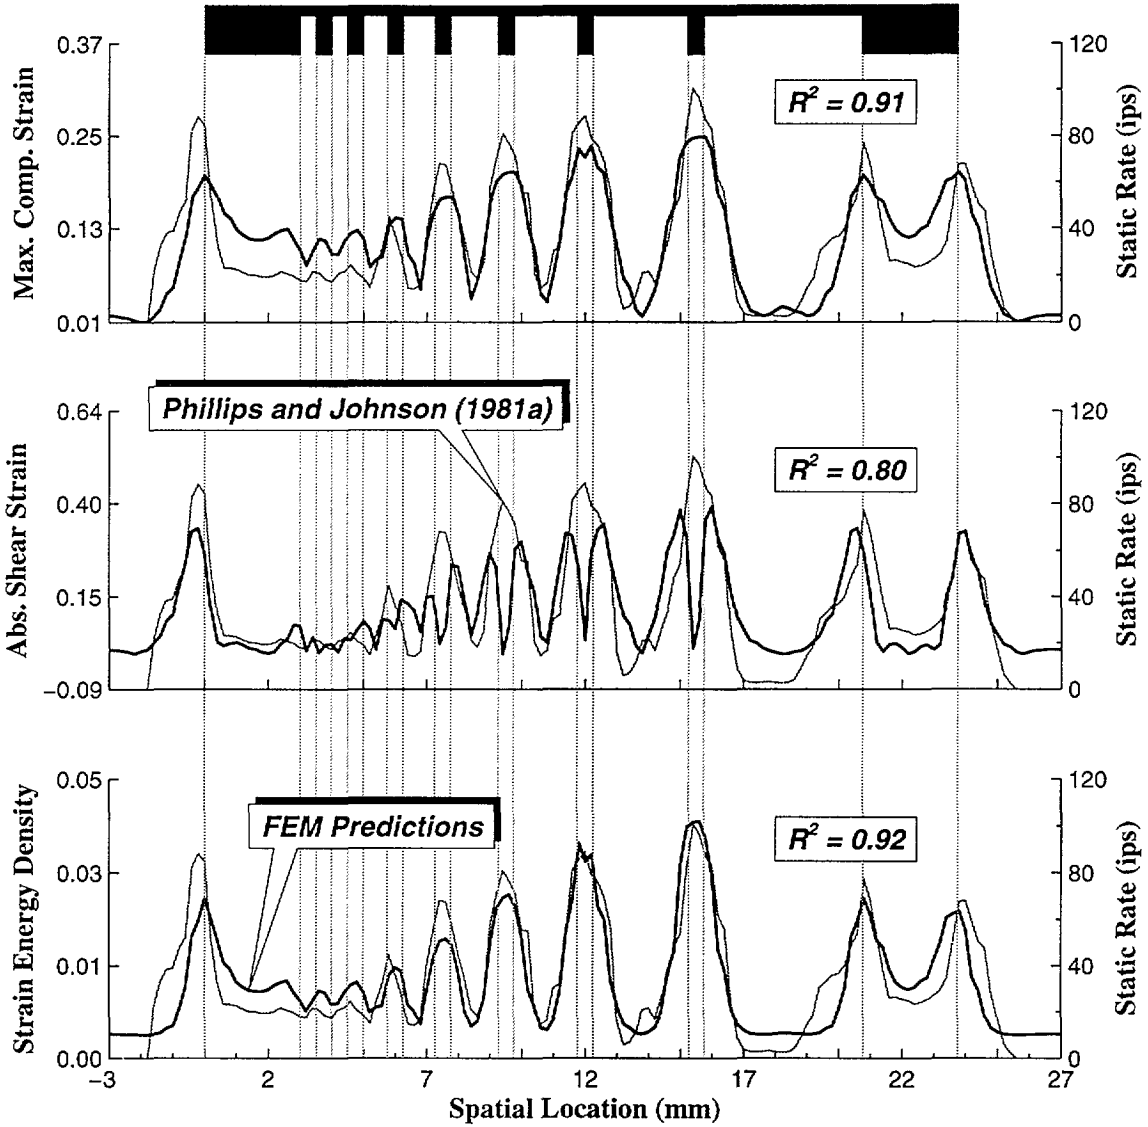 0.37
0.25
0.13
0.01
Max. Comp. Strain
R² = 0.91
120
80
40
0
Static Rate (ips)
0.64
0.40
0.15
−0.09
Abs. Shear Strain
Phillips and Johnson (1981a)
R² = 0.80
120
80
40
0
Static Rate (ips)
0.05
0.03
0.01
0.00
Strain Energy Density
FEM Predictions
R² = 0.92
120
80
40
0
Static Rate (ips)
−3 2 7 12 17 22 27
Spatial Location (mm)